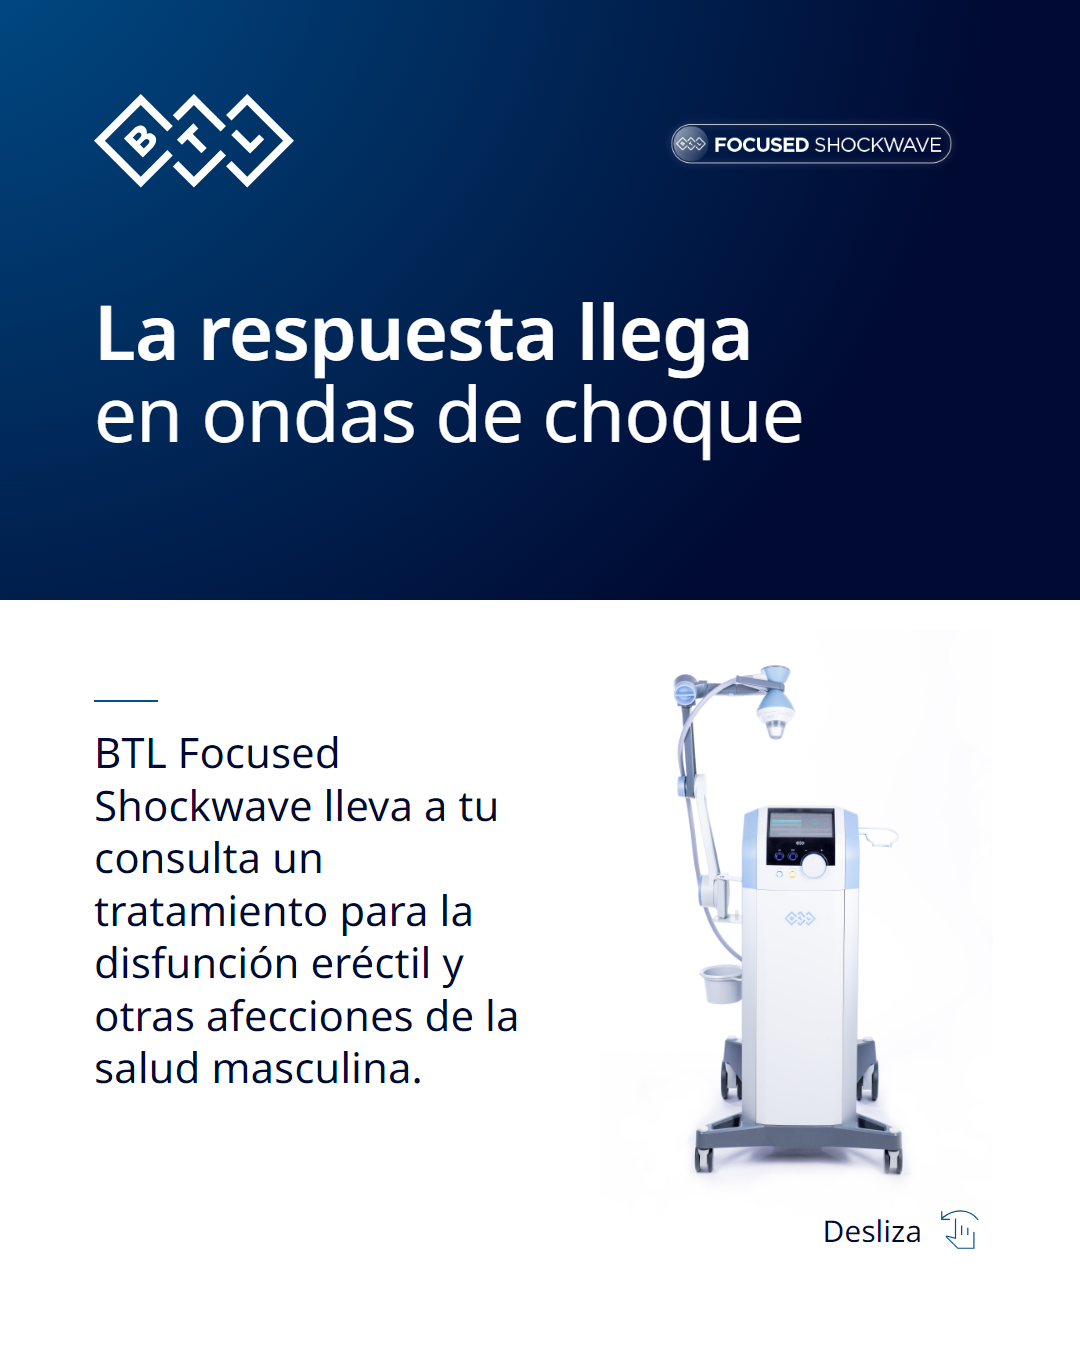 BTL
FOCUSED SHOCKWAVE
La respuesta llega
en ondas de choque
BTL Focused
Shockwave lleva a tu
consulta un
tratamiento para la
disfunción eréctil y
otras afecciones de la
salud masculina.
Desliza